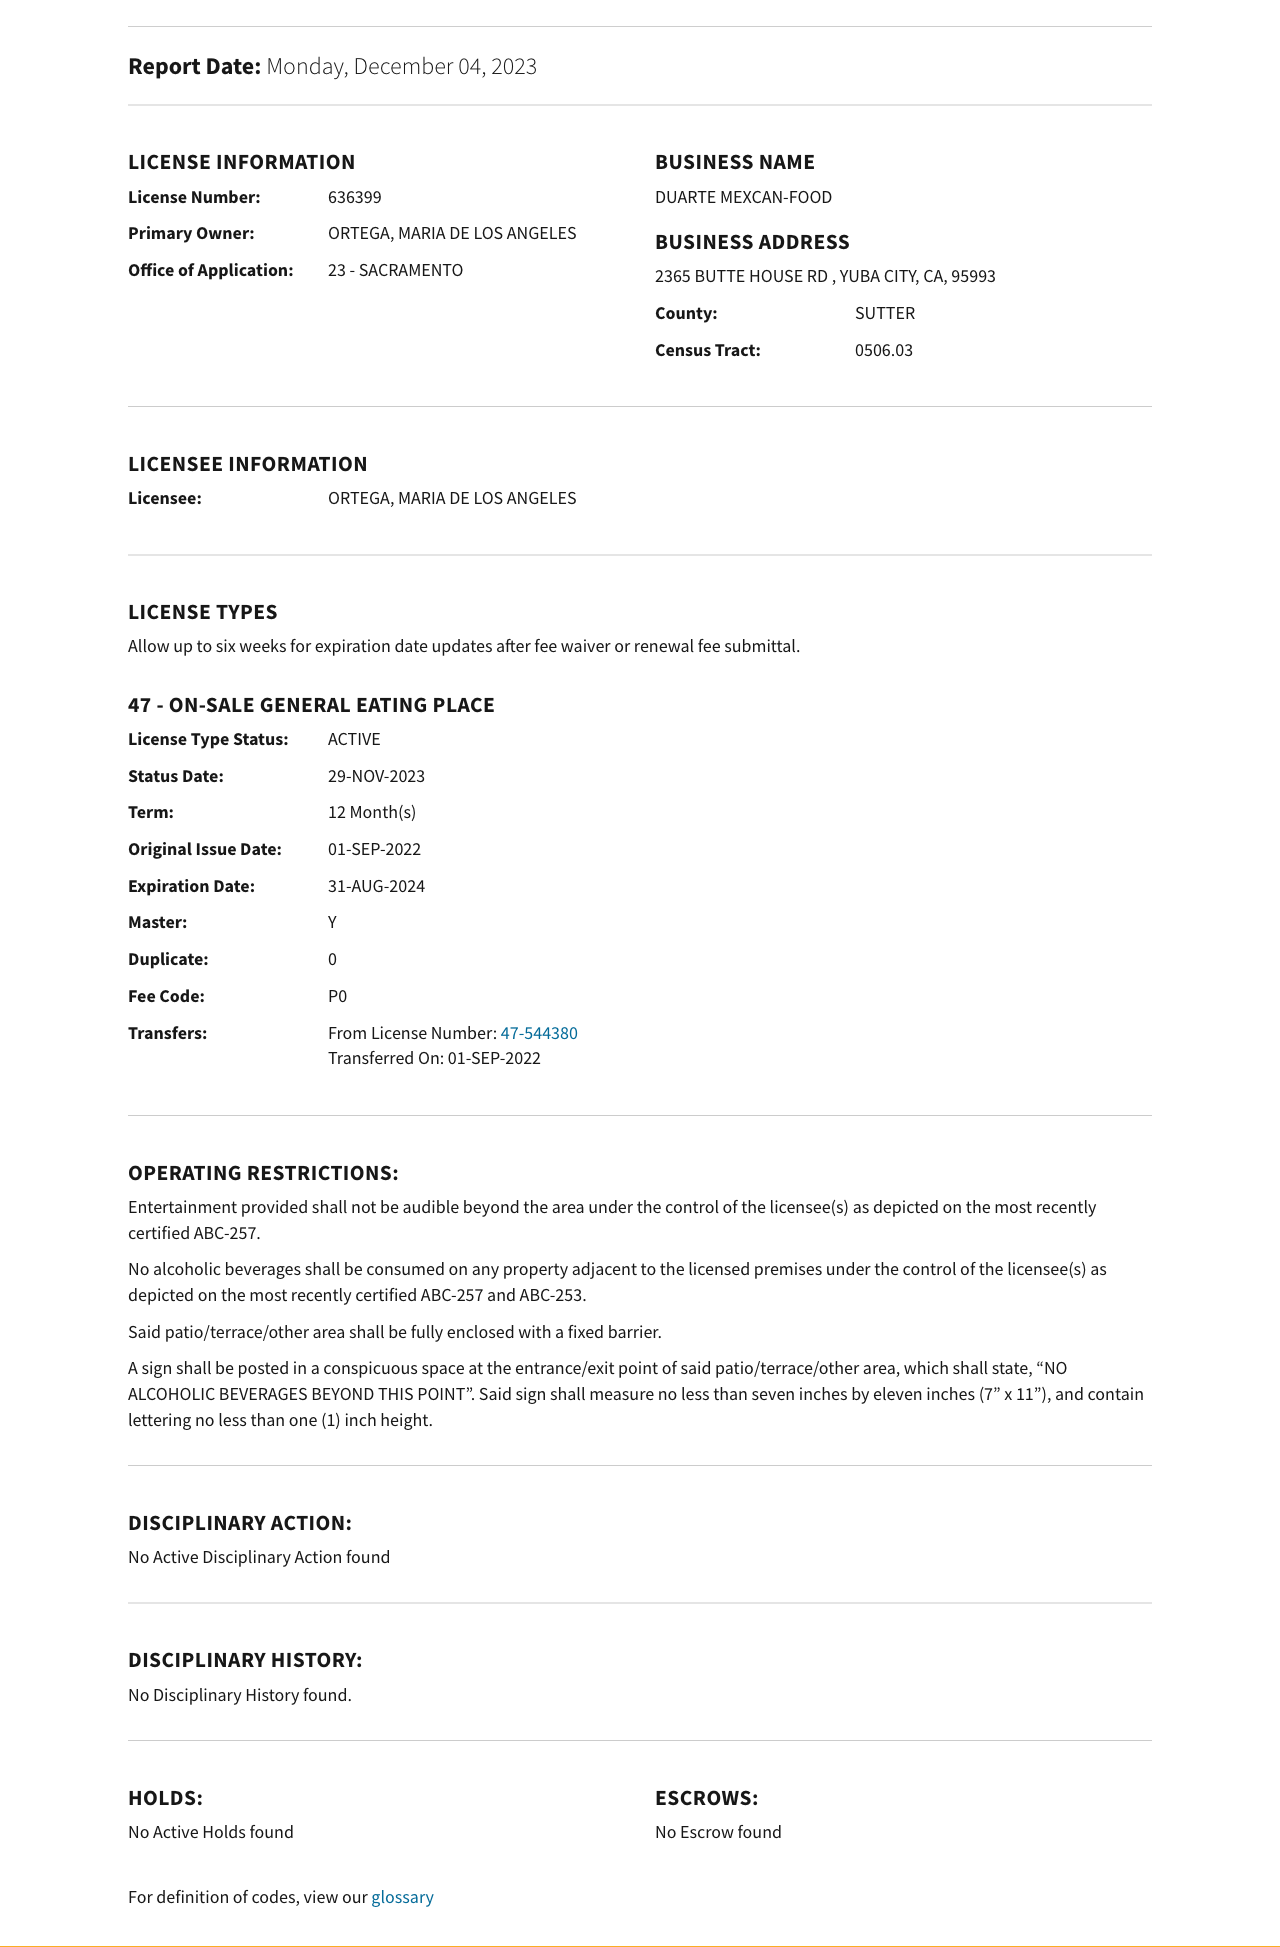 Report Date: Monday, December 04, 2023
LICENSE INFORMATION
License Number: 636399
Primary Owner: ORTEGA, MARIA DE LOS ANGELES
Office of Application: 23 - SACRAMENTO
BUSINESS NAME
DUARTE MEXCAN-FOOD
BUSINESS ADDRESS
2365 BUTTE HOUSE RD , YUBA CITY, CA, 95993
County: SUTTER
Census Tract: 0506.03
LICENSEE INFORMATION
Licensee: ORTEGA, MARIA DE LOS ANGELES
LICENSE TYPES
Allow up to six weeks for expiration date updates after fee waiver or renewal fee submittal.
47 - ON-SALE GENERAL EATING PLACE
License Type Status: ACTIVE
Status Date: 29-NOV-2023
Term: 12 Month(s)
Original Issue Date: 01-SEP-2022
Expiration Date: 31-AUG-2024
Master: Y
Duplicate: 0
Fee Code: P0
Transfers: From License Number: 47-544380
Transferred On: 01-SEP-2022
OPERATING RESTRICTIONS:
Entertainment provided shall not be audible beyond the area under the control of the licensee(s) as depicted on the most recently
certified ABC-257.
No alcoholic beverages shall be consumed on any property adjacent to the licensed premises under the control of the licensee(s) as
depicted on the most recently certified ABC-257 and ABC-253.
Said patio/terrace/other area shall be fully enclosed with a fixed barrier.
A sign shall be posted in a conspicuous space at the entrance/exit point of said patio/terrace/other area, which shall state, “NO
ALCOHOLIC BEVERAGES BEYOND THIS POINT”. Said sign shall measure no less than seven inches by eleven inches (7” x 11”), and contain
lettering no less than one (1) inch height.
DISCIPLINARY ACTION:
No Active Disciplinary Action found
DISCIPLINARY HISTORY:
No Disciplinary History found.
HOLDS:
No Active Holds found
ESCROWS:
No Escrow found
For definition of codes, view our glossary